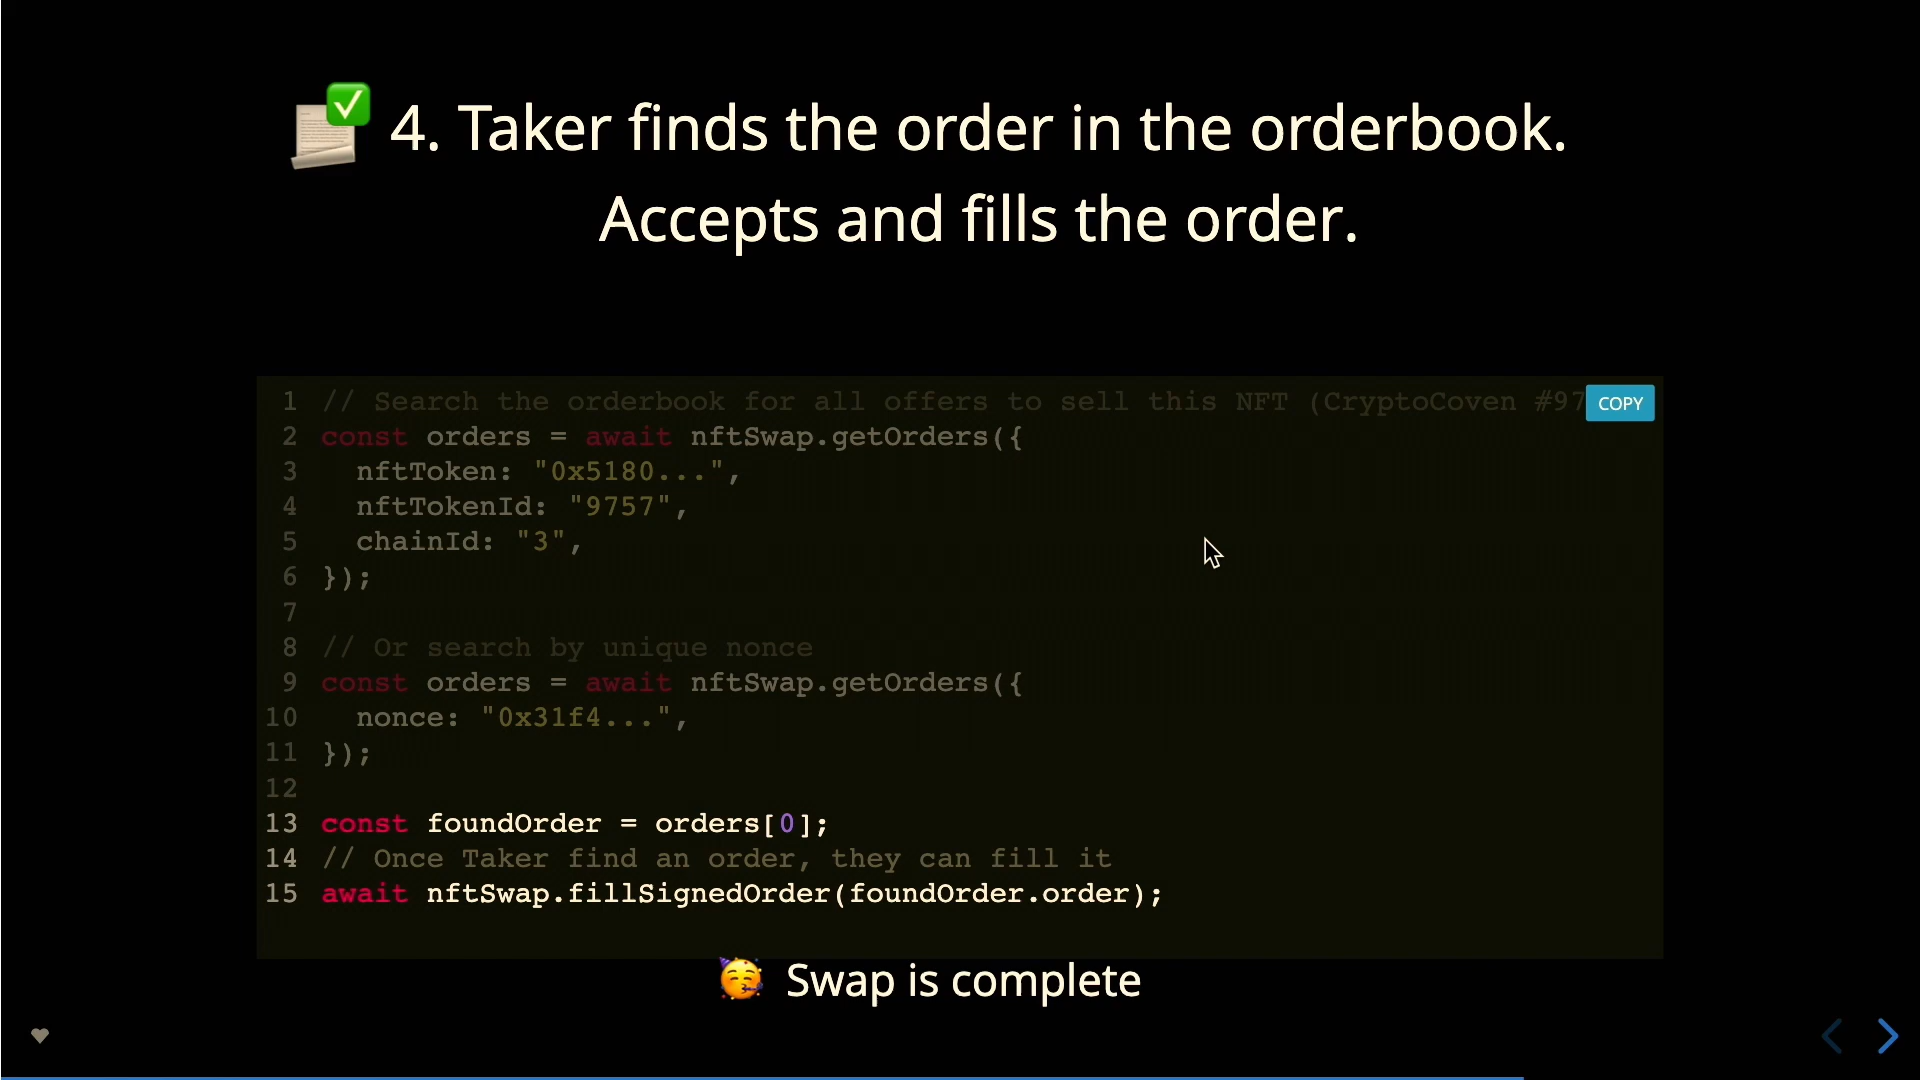 4. Taker finds the order in the orderbook.
Accepts and fills the order.
1 // Search the orderbook for all offers to sell this NFT (CryptoCoven #97
COPY
2 const orders = await nftSwap.getOrders({
3 nftToken: "0x5180...",
4 nftTokenId: "9757",
5 chainId: "3",
6 });
7
8 // Or search by unique nonce
9 const orders = await nftSwap.getOrders({
10 nonce: "0x31f4...",
11 });
12
13 const foundOrder = orders[0];
14 // Once Taker find an order, they can fill it
15 await nftSwap.fillSignedOrder(foundOrder.order);
Swap is complete